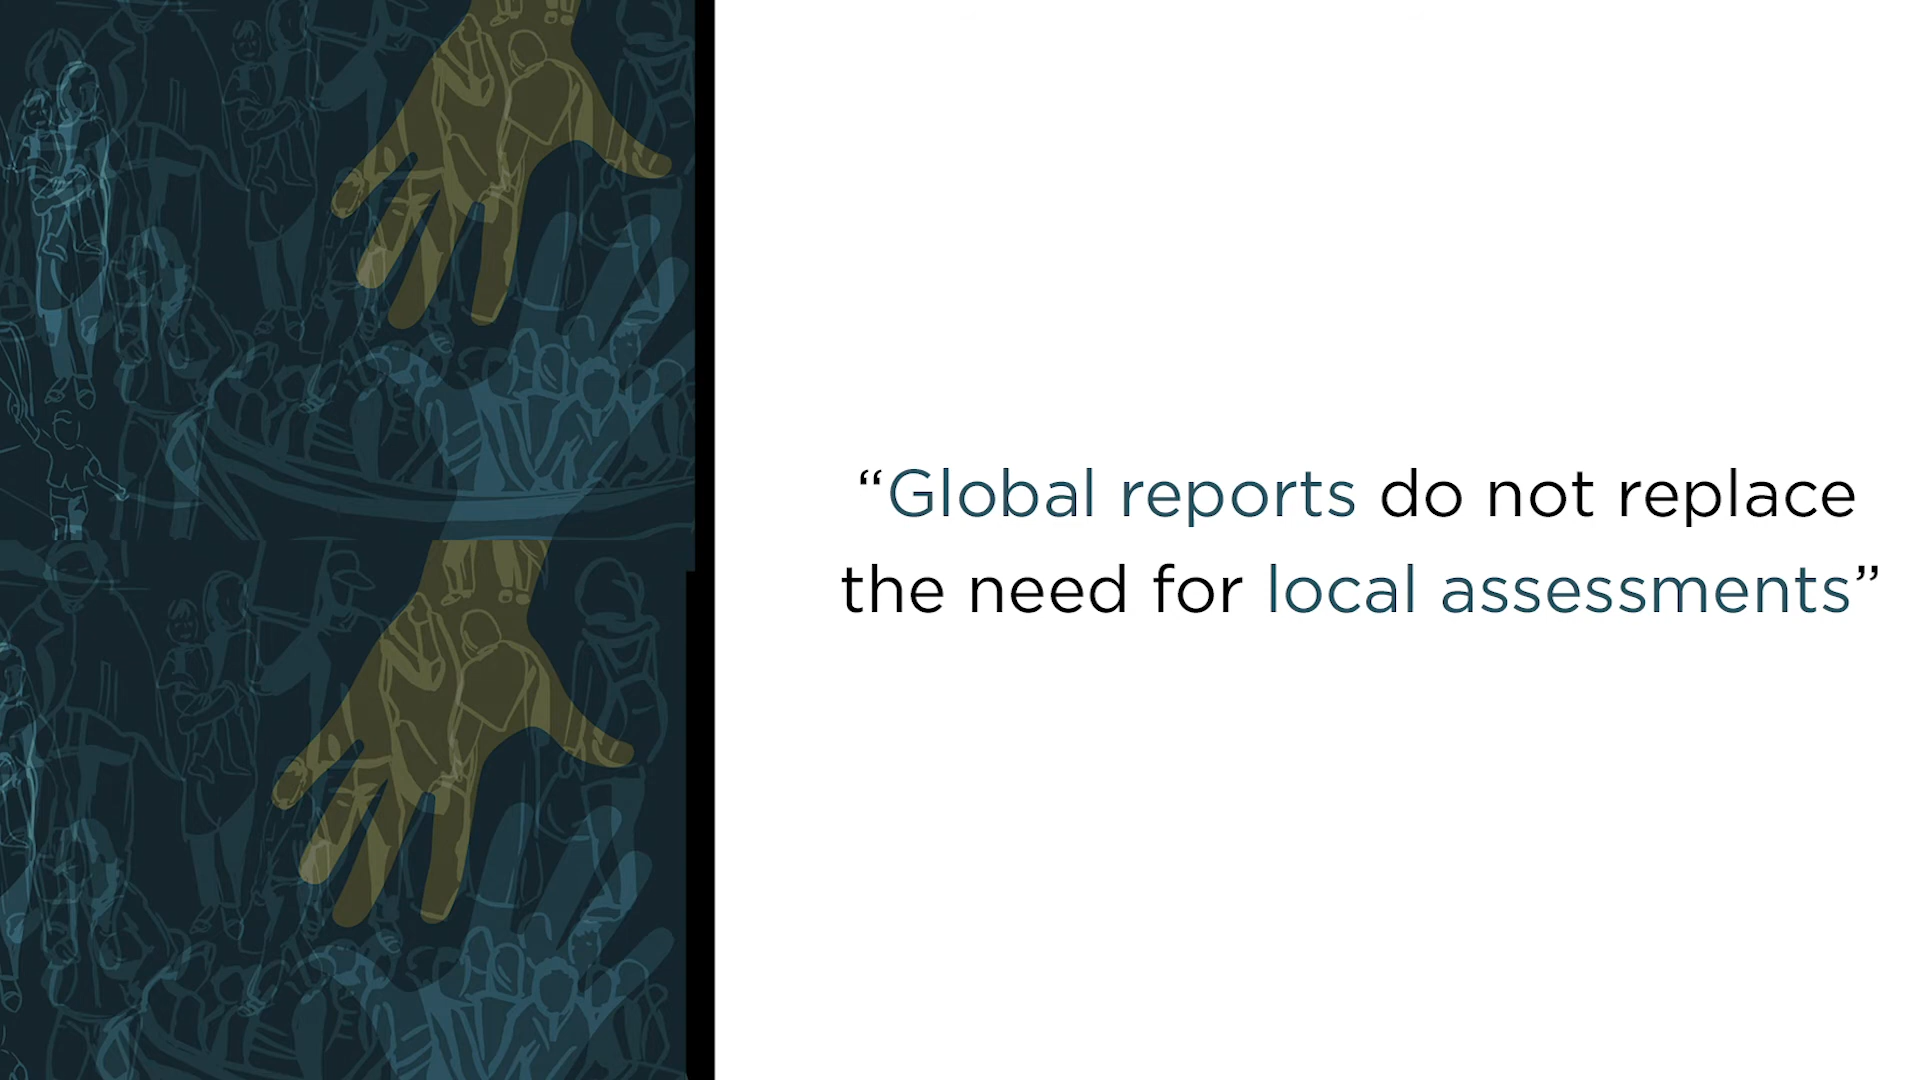 “Global reports do not replace
the need for local assessments”